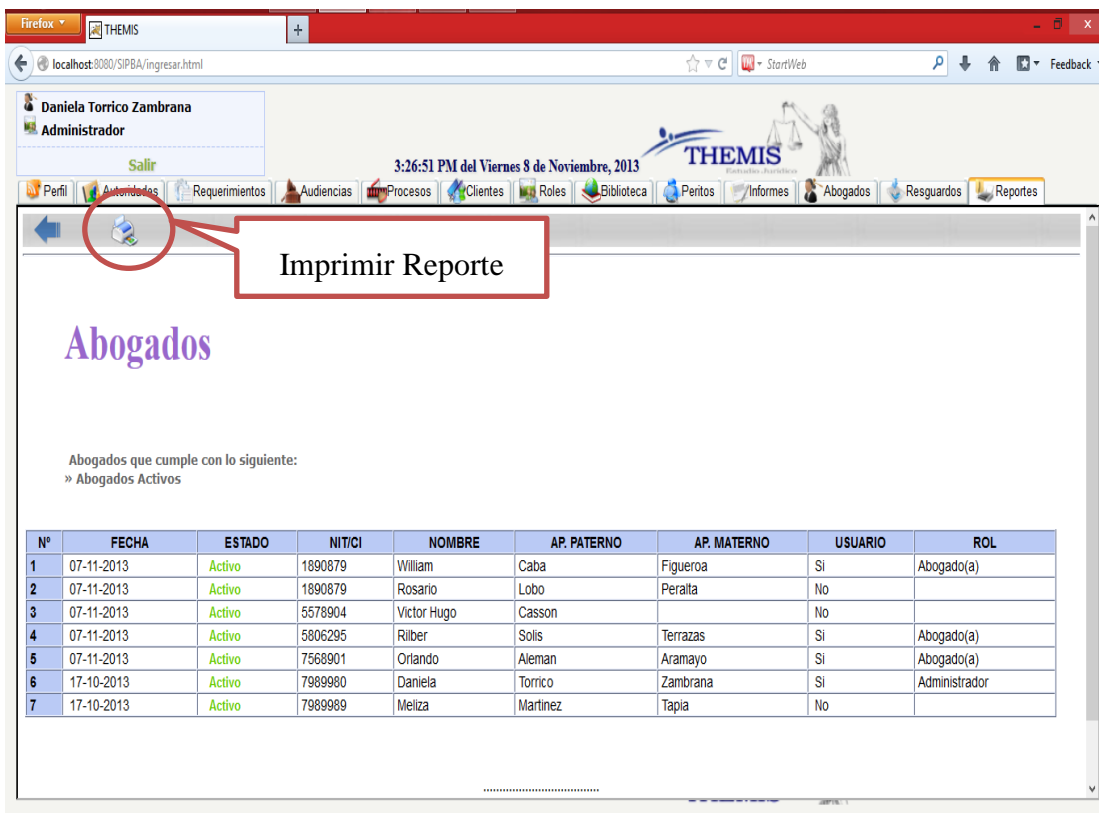 Firefox
THEMIS
+
localhost:8080/SIPBA/ingresar.html
StartWeb
Feedback
Daniela Torrico Zambrana
Administrador
Salir
3:26:51 PM del Viernes 8 de Noviembre, 2013
THEMIS
Estudio Juridico
Perfil Autoridades Requerimientos Audiencias Procesos Clientes Roles Biblioteca Peritos Informes Abogados Resguardos Reportes
Imprimir Reporte
Abogados
Abogados que cumple con lo siguiente:
» Abogados Activos
Nº FECHA ESTADO NIT/CI NOMBRE AP. PATERNO AP. MATERNO USUARIO ROL
1 07-11-2013 Activo 1890879 William Caba Figueroa Si Abogado(a)
2 07-11-2013 Activo 1890879 Rosario Lobo Peralta No
3 07-11-2013 Activo 5578904 Victor Hugo Casson No
4 07-11-2013 Activo 5806295 Rilber Solis Terrazas Si Abogado(a)
5 07-11-2013 Activo 7568901 Orlando Aleman Aramayo Si Abogado(a)
6 17-10-2013 Activo 7989980 Daniela Torrico Zambrana Si Administrador
7 17-10-2013 Activo 7989989 Meliza Martinez Tapia No